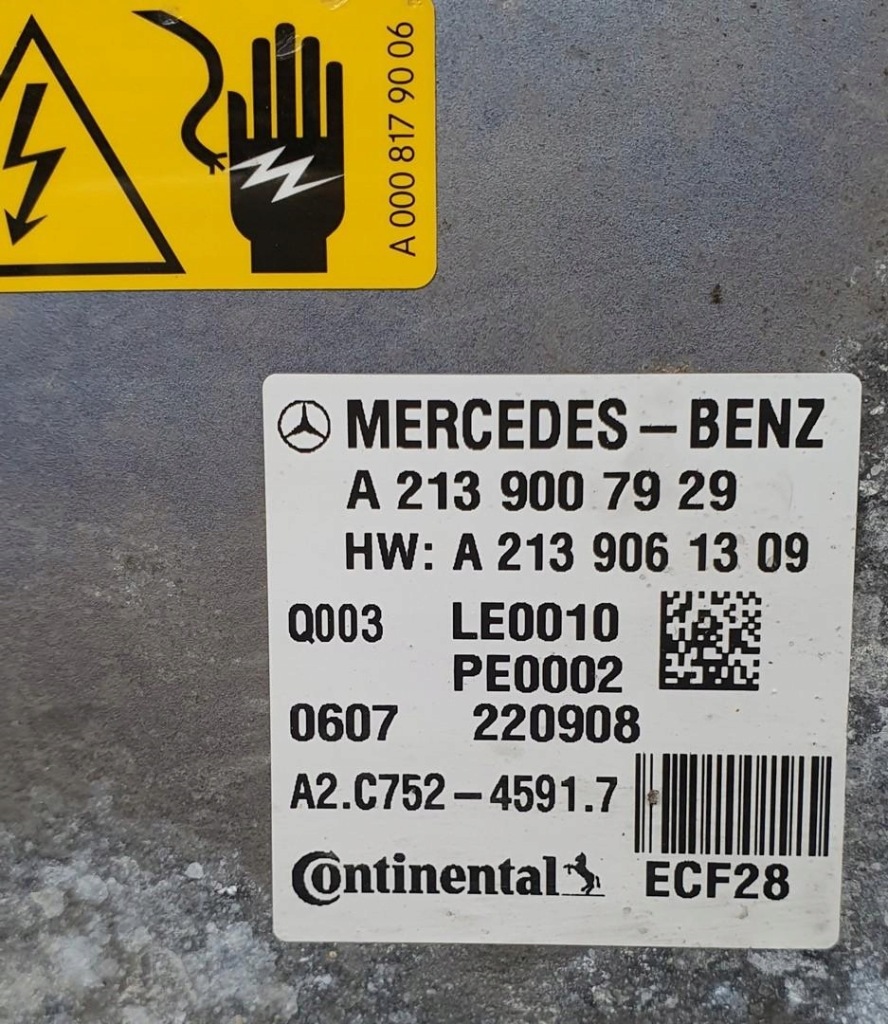 A 000 817 90 06
MERCEDES-BENZ
A 213 900 79 29
HW: A 213 906 13 09
Q003 LE0010
PE0002
0607 220908
A2.C752-4591.7
Continental ECF28